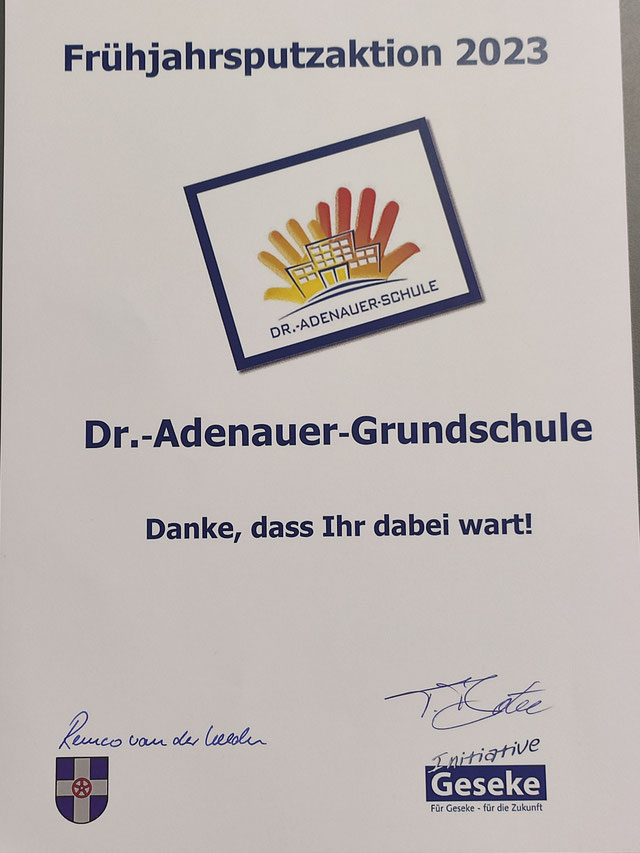 Frühjahrsputzaktion 2023
DR.-ADENAUER-SCHULE
Dr.-Adenauer-Grundschule
Danke, dass Ihr dabei wart!
Remco van der
Initiative
Geseke
Für Geseke - für die Zukunft